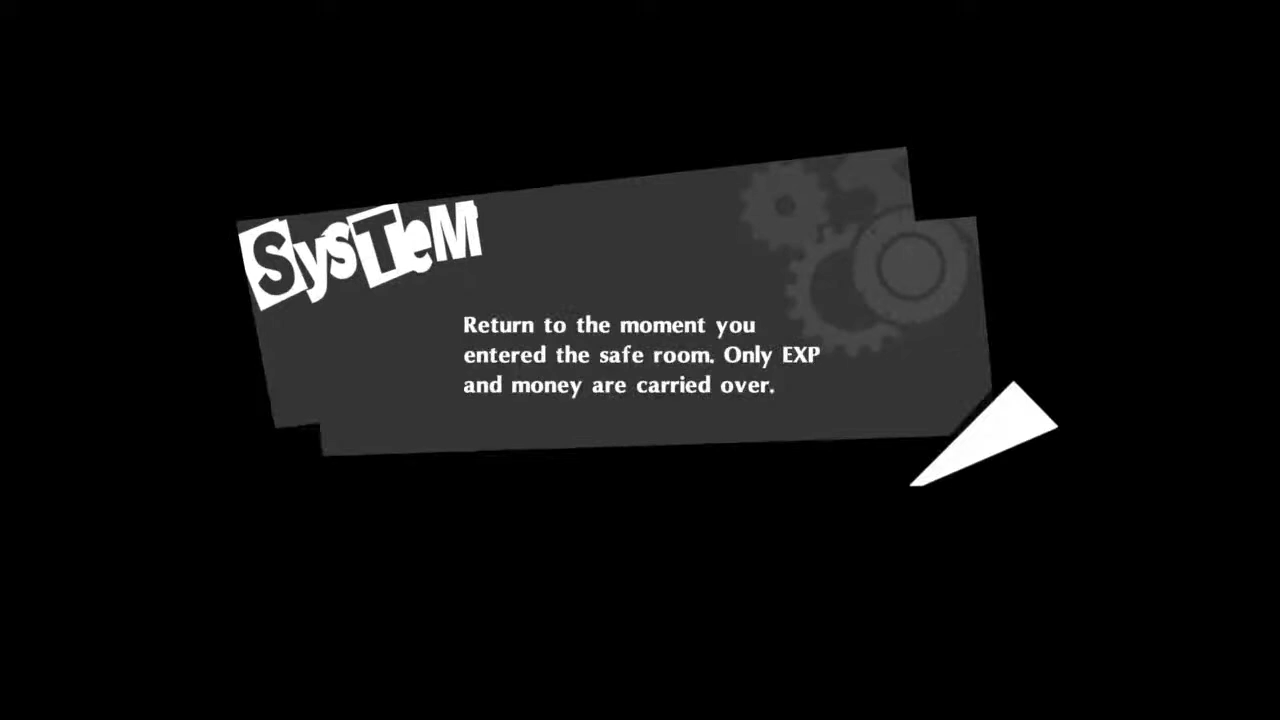 SysTeM
Return to the moment you
entered the safe room. Only EXP
and money are carried over.